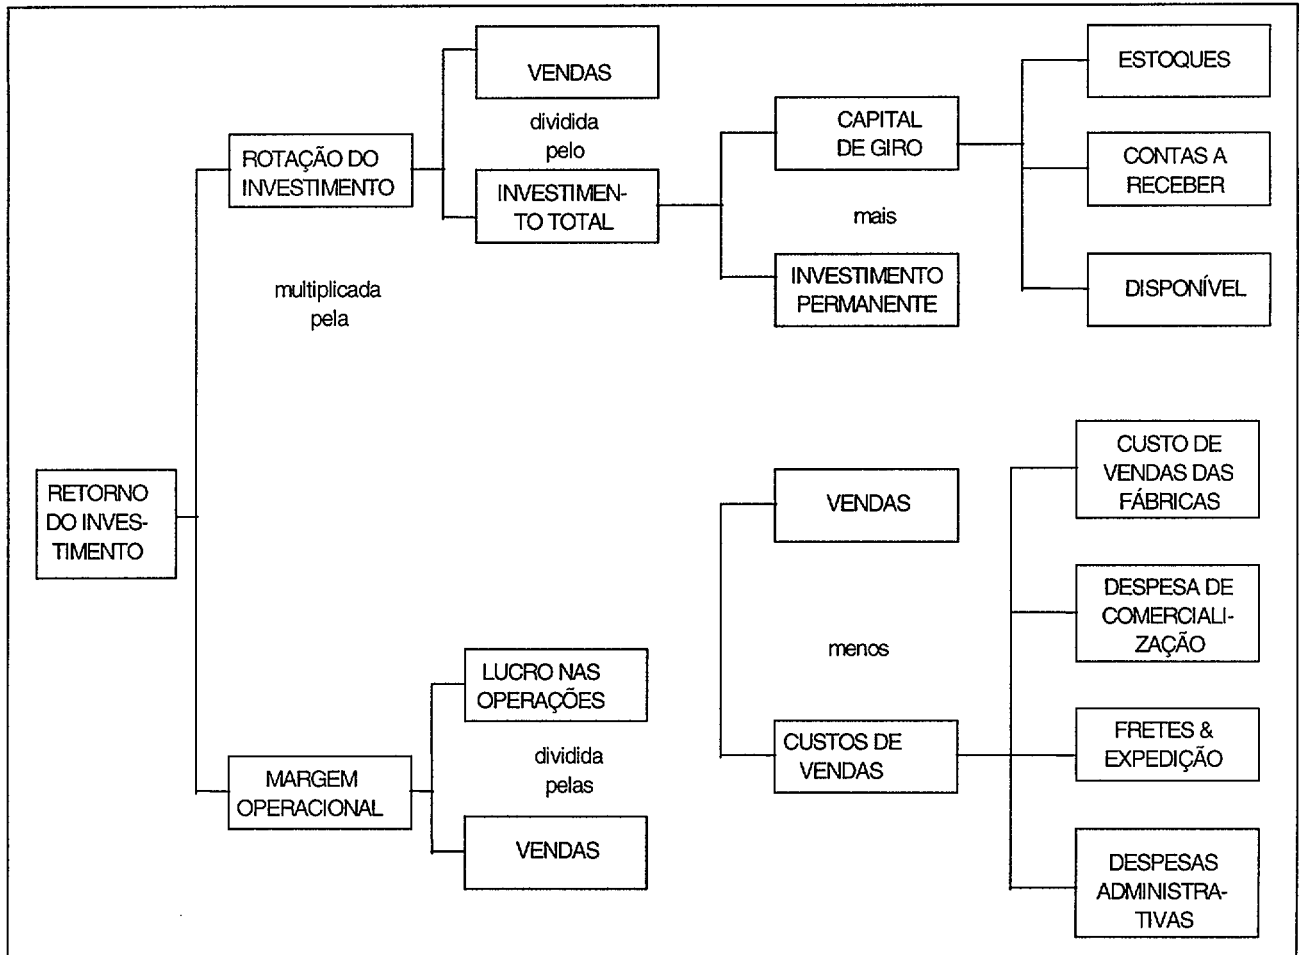 VENDAS
dividida
pelo
INVESTIMEN-
TO TOTAL
ROTAÇÃO DO
INVESTIMENTO
multiplicada
pela
CAPITAL
DE GIRO
mais
INVESTIMENTO
PERMANENTE
ESTOQUES
CONTAS A
RECEBER
DISPONÍVEL
RETORNO
DO INVES-
TIMENTO
LUCRO NAS
OPERAÇÕES
dividida
pelas
VENDAS
MARGEM
OPERACIONAL
VENDAS
menos
CUSTOS DE
VENDAS
CUSTO DE
VENDAS DAS
FÁBRICAS
DESPESA DE
COMERCIALI-
ZAÇÃO
FRETES &
EXPEDIÇÃO
DESPESAS
ADMINISTRA-
TIVAS